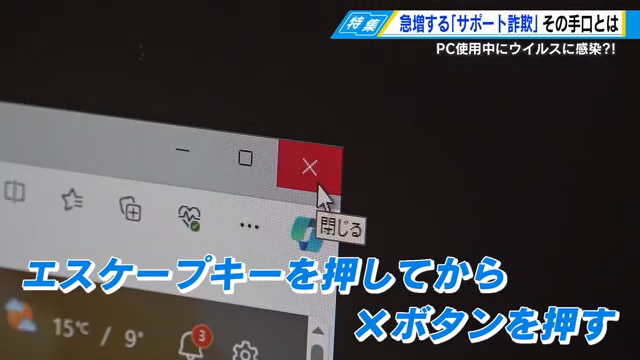 特集
急増する「サポート詐欺」その手口とは
PC使用中にウイルスに感染?!
閉じる
エスケープキーを押してから
×ボタンを押す
15℃ / 9°
3